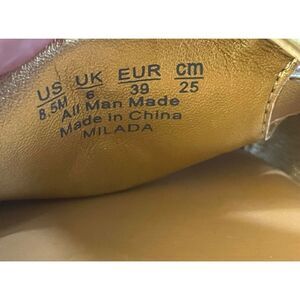 US UK EUR cm
8.5M 6 39 25
All Man Made
Made in China
MILADA